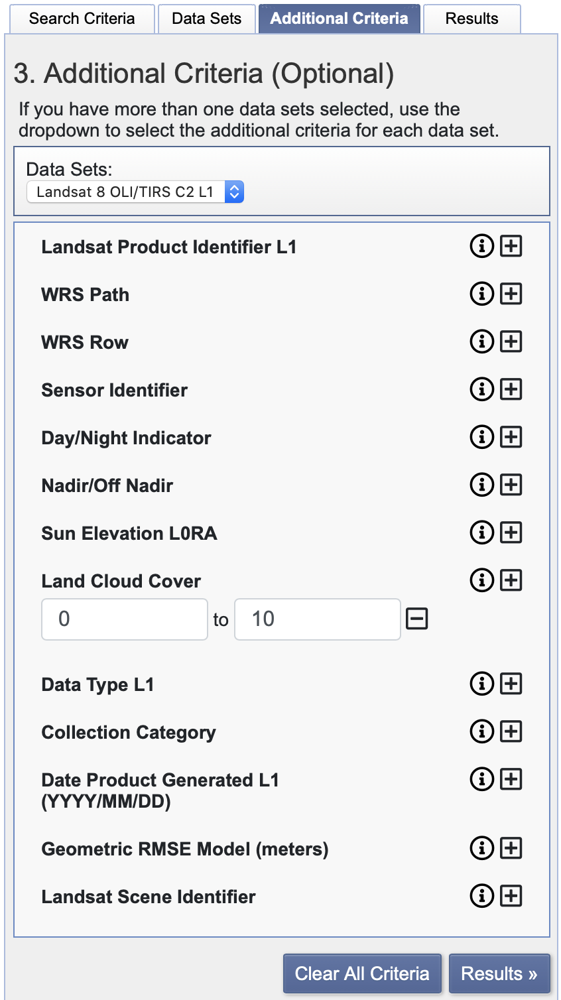 Search Criteria
Data Sets
Additional Criteria
Results
3. Additional Criteria (Optional)
If you have more than one data sets selected, use the
dropdown to select the additional criteria for each data set.
Data Sets:
Landsat 8 OLI/TIRS C2 L1
Landsat Product Identifier L1
WRS Path
WRS Row
Sensor Identifier
Day/Night Indicator
Nadir/Off Nadir
Sun Elevation L0RA
Land Cloud Cover
0 to 10
Data Type L1
Collection Category
Date Product Generated L1
(YYYY/MM/DD)
Geometric RMSE Model (meters)
Landsat Scene Identifier
Clear All Criteria
Results »